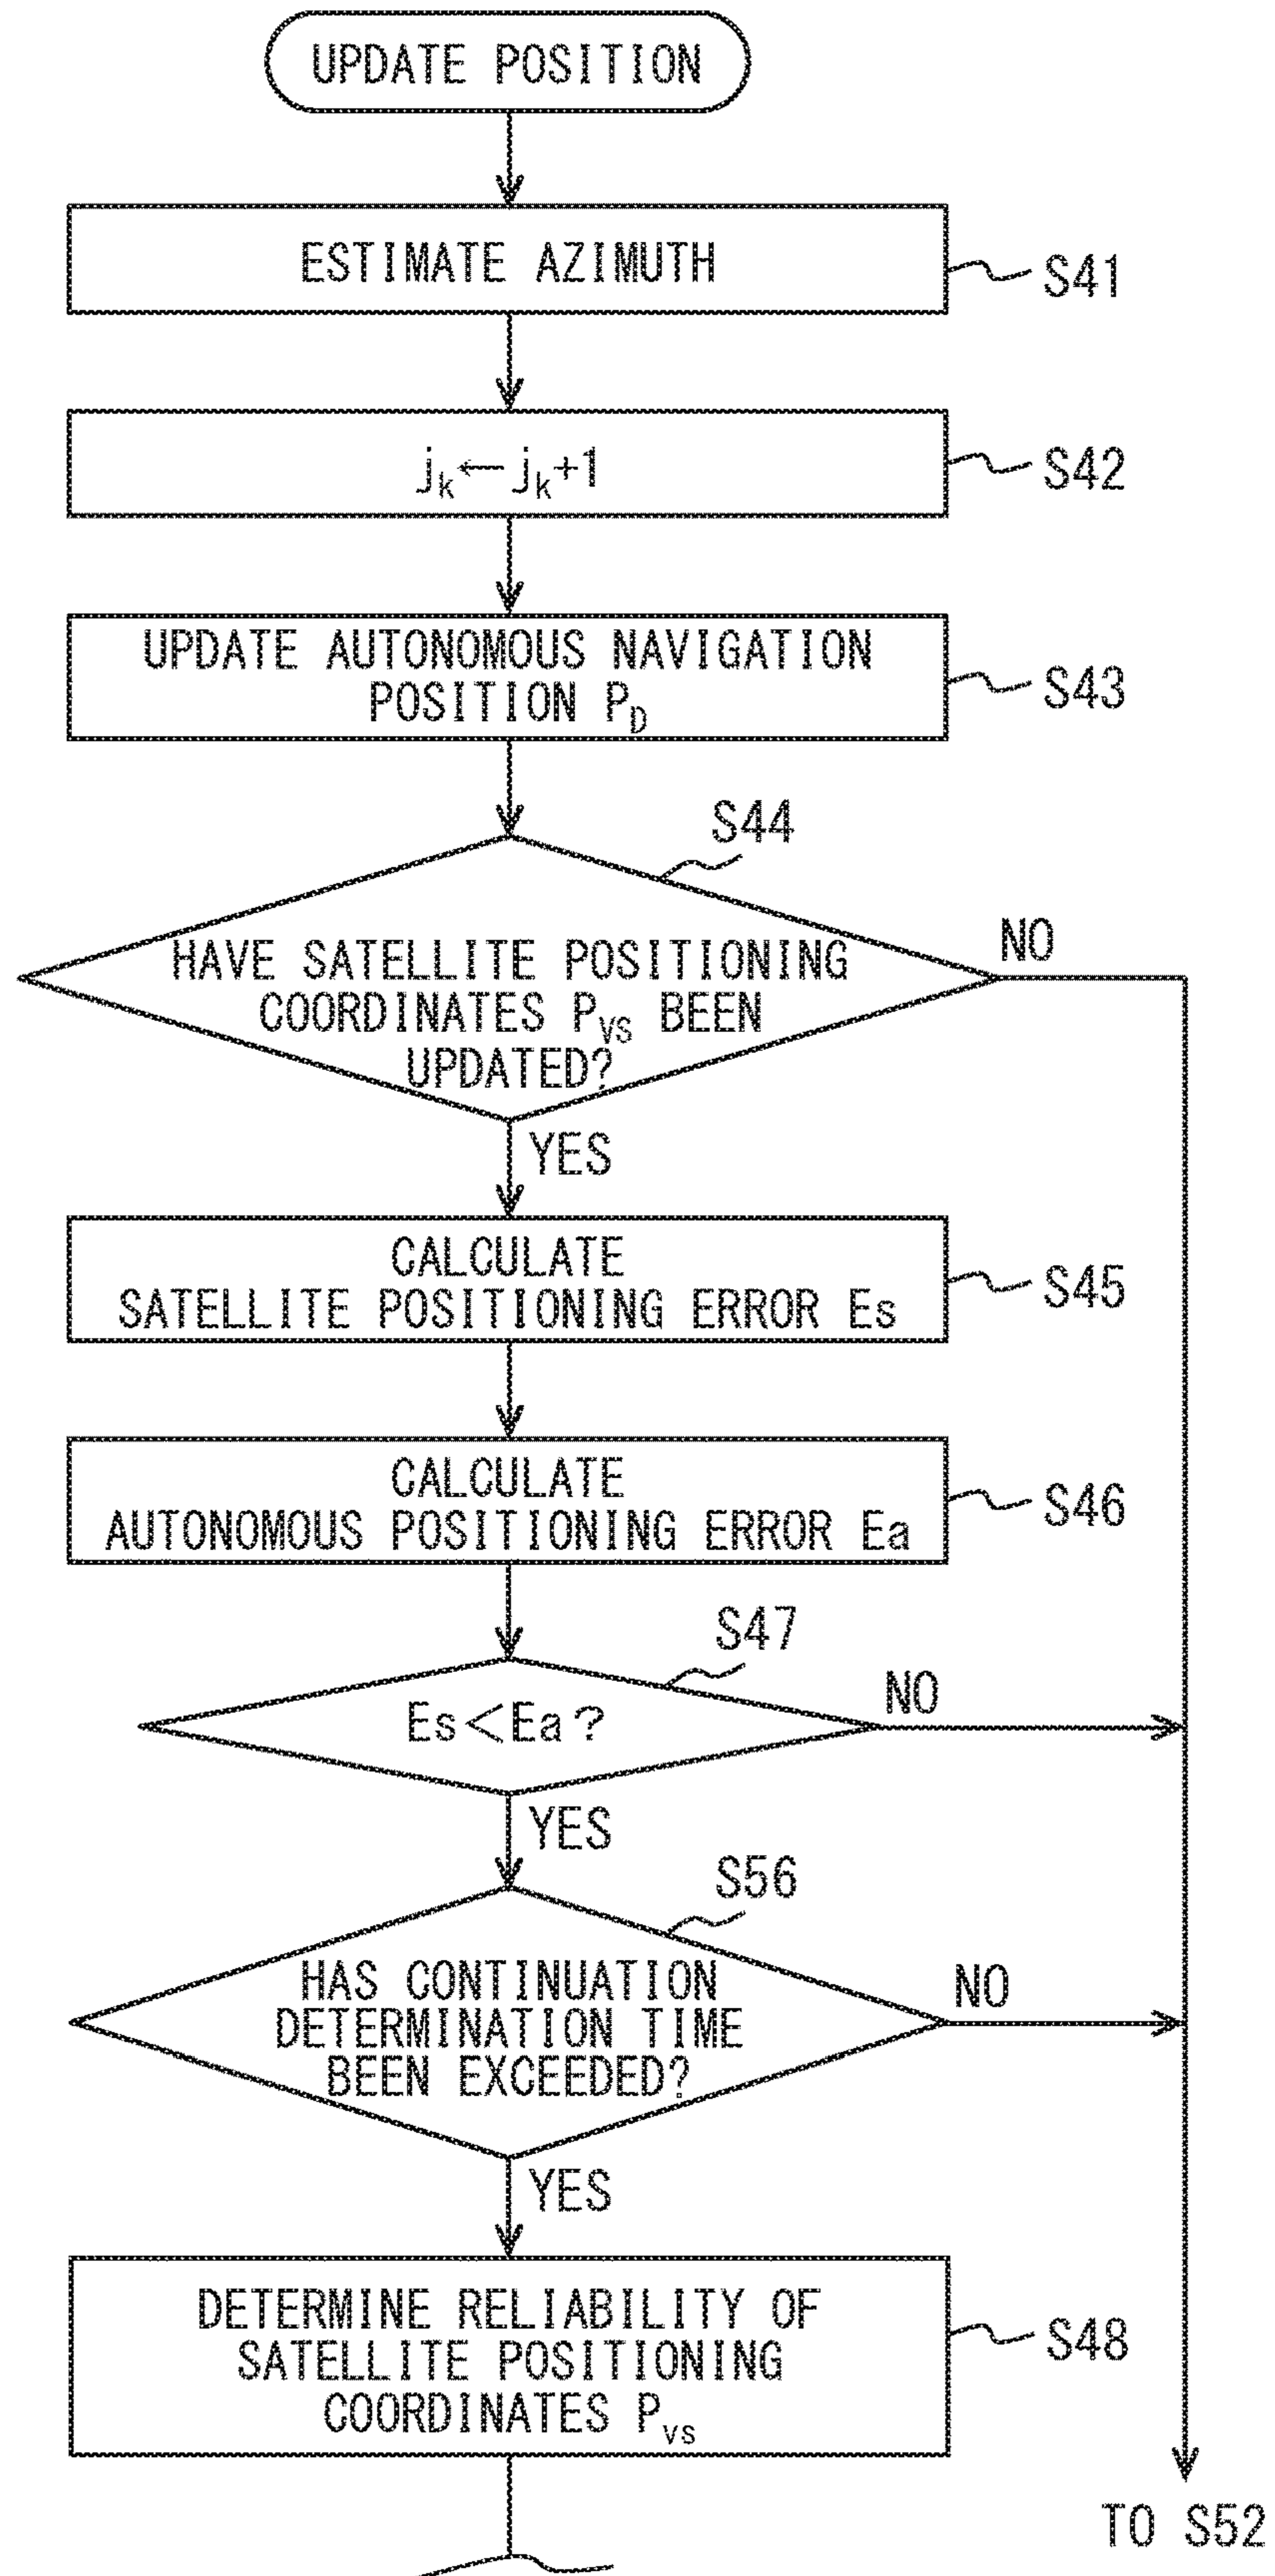 UPDATE POSITION
ESTIMATE AZIMUTH
S41
jₖ←jₖ+1
S42
UPDATE AUTONOMOUS NAVIGATION
POSITION P_D
S43
S44
HAVE SATELLITE POSITIONING
COORDINATES P_VS BEEN
UPDATED?
NO
YES
CALCULATE
SATELLITE POSITIONING ERROR Es
S45
CALCULATE
AUTONOMOUS POSITIONING ERROR Ea
S46
S47
Es<Ea?
NO
YES
S56
HAS CONTINUATION
DETERMINATION TIME
BEEN EXCEEDED?
NO
YES
DETERMINE RELIABILITY OF
SATELLITE POSITIONING
COORDINATES P_vs
S48
TO S52